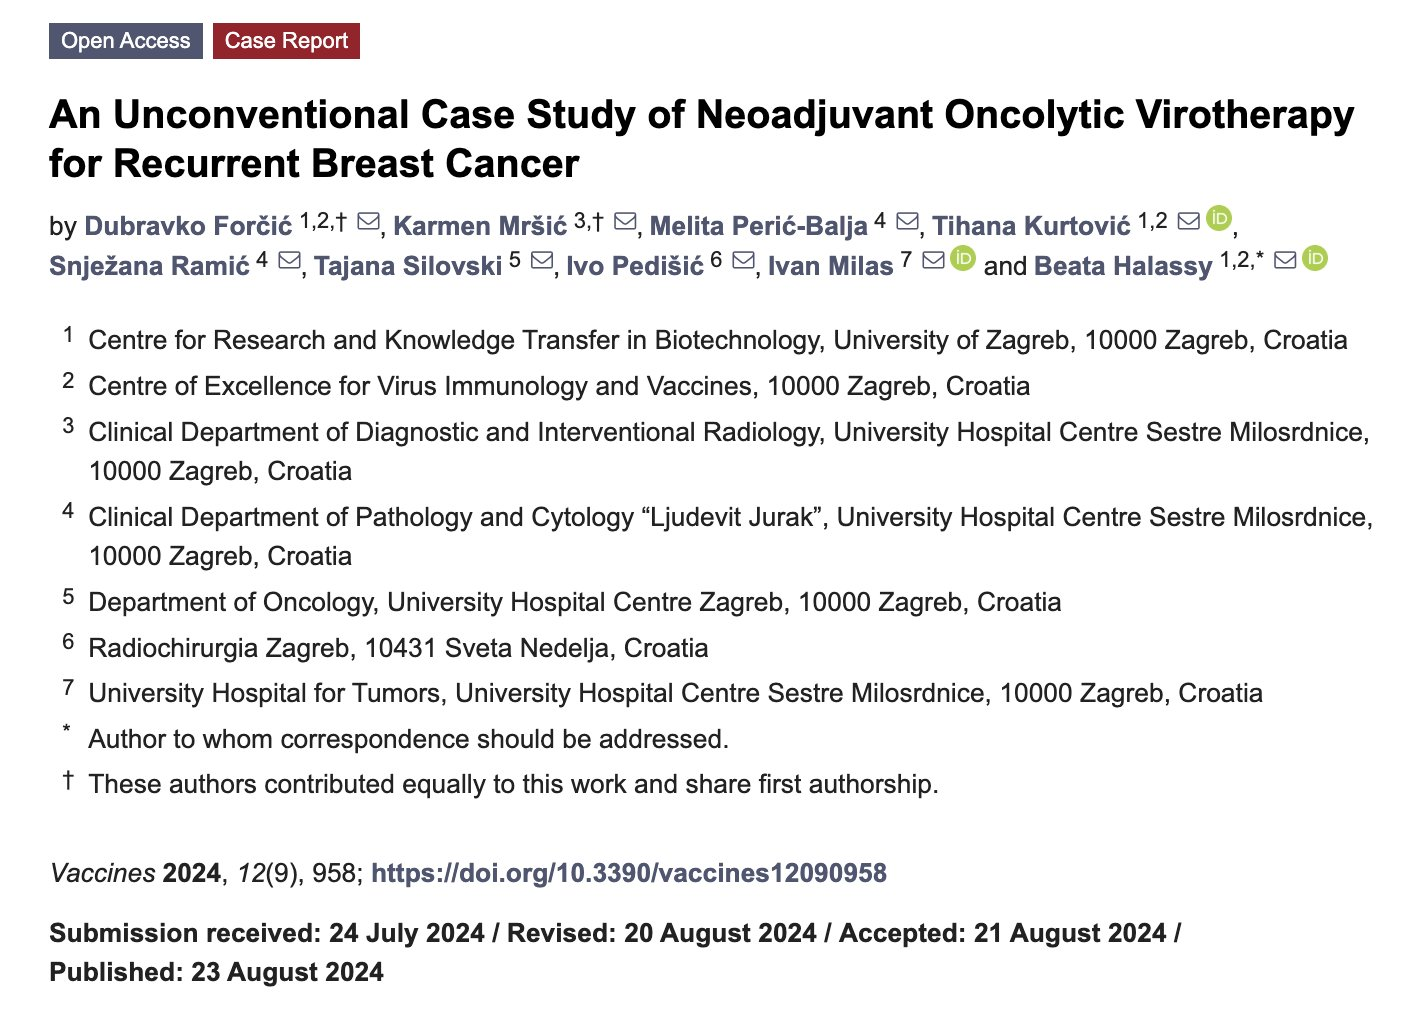 Open Access Case Report
An Unconventional Case Study of Neoadjuvant Oncolytic Virotherapy
for Recurrent Breast Cancer
by Dubravko Forčić 1,2,† , Karmen Mršić 3,† , Melita Perić-Balja 4 , Tihana Kurtović 1,2 iD ,
Snježana Ramić 4 , Tajana Silovski 5 , Ivo Pedišić 6 , Ivan Milas 7 iD and Beata Halassy 1,2,* iD
1 Centre for Research and Knowledge Transfer in Biotechnology, University of Zagreb, 10000 Zagreb, Croatia
2 Centre of Excellence for Virus Immunology and Vaccines, 10000 Zagreb, Croatia
3 Clinical Department of Diagnostic and Interventional Radiology, University Hospital Centre Sestre Milosrdnice,
10000 Zagreb, Croatia
4 Clinical Department of Pathology and Cytology “Ljudevit Jurak”, University Hospital Centre Sestre Milosrdnice,
10000 Zagreb, Croatia
5 Department of Oncology, University Hospital Centre Zagreb, 10000 Zagreb, Croatia
6 Radiochirurgia Zagreb, 10431 Sveta Nedelja, Croatia
7 University Hospital for Tumors, University Hospital Centre Sestre Milosrdnice, 10000 Zagreb, Croatia
* Author to whom correspondence should be addressed.
† These authors contributed equally to this work and share first authorship.
Vaccines 2024, 12(9), 958; https://doi.org/10.3390/vaccines12090958
Submission received: 24 July 2024 / Revised: 20 August 2024 / Accepted: 21 August 2024 /
Published: 23 August 2024